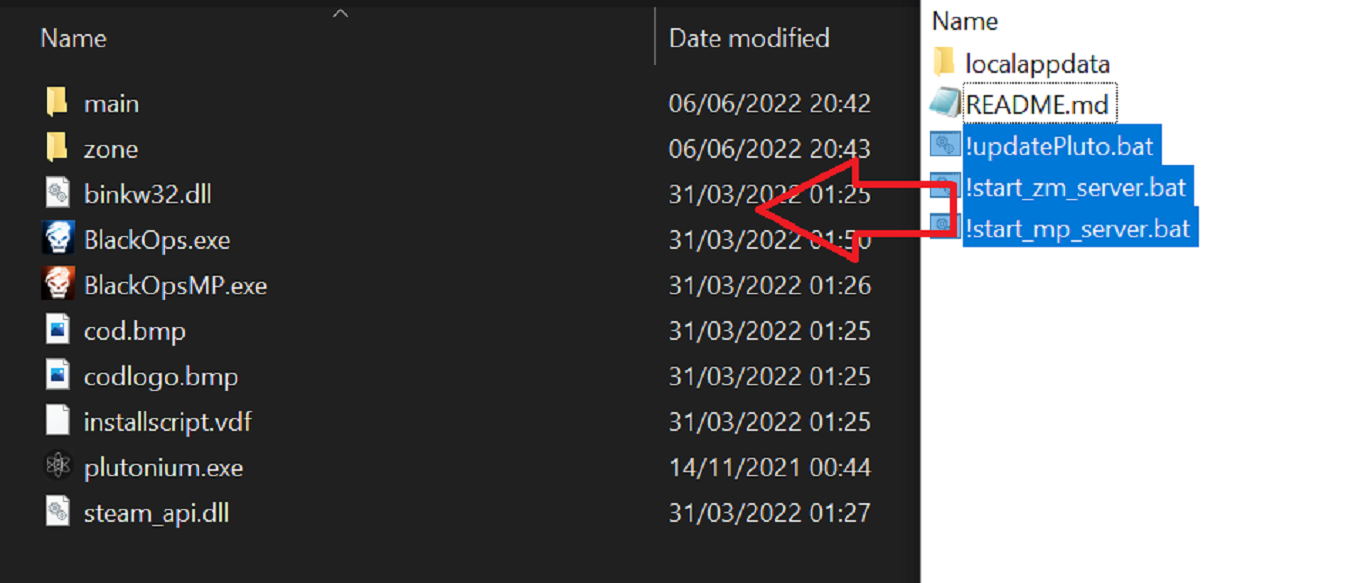 Name Date modified
main 06/06/2022 20:42
zone 06/06/2022 20:43
binkw32.dll 31/03/2022 01:25
BlackOps.exe 31/03/2022 01:50
BlackOpsMP.exe 31/03/2022 01:26
cod.bmp 31/03/2022 01:25
codlogo.bmp 31/03/2022 01:25
installscript.vdf 31/03/2022 01:25
plutonium.exe 14/11/2021 00:44
steam_api.dll 31/03/2022 01:27
Name
localappdata
README.md
!updatePluto.bat
!start_zm_server.bat
!start_mp_server.bat